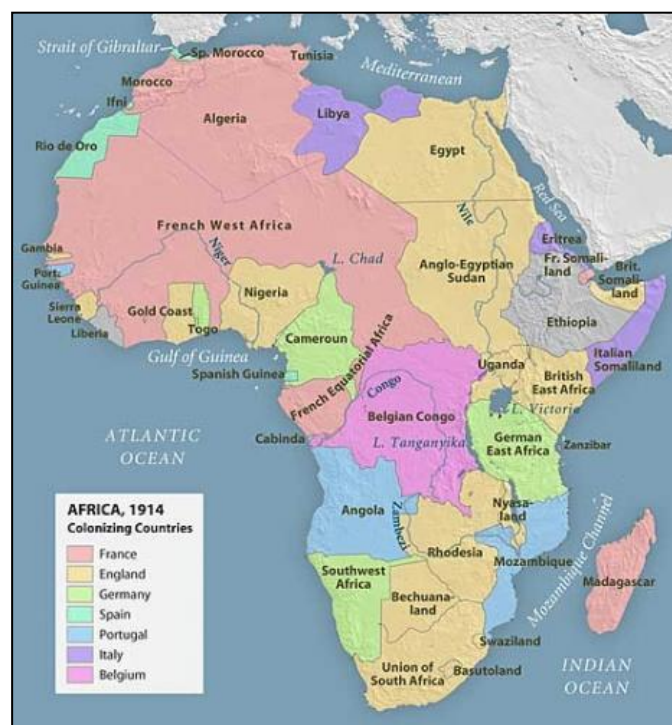 Strait of Gibraltar
Sp. Morocco
Tunisia
Mediterranean
Morocco
Ifni
Algeria
Libya
Egypt
Rio de Oro
Red Sea
Nile
French West Africa
Niger
L. Chad
Anglo-Egyptian
Sudan
Eritrea
Fr. Somali-
land
Brit.
Somali-
land
Gambia
Port.
Guinea
Sierra
Leone
Liberia
Gold Coast
Togo
Nigeria
Cameroun
Ethiopia
Gulf of Guinea
Spanish Guinea
French Equatorial Africa
Uganda
British
East Africa
Italian
Somaliland
Congo
Belgian Congo
L. Victoria
Cabinda
L. Tanganyika
German
East Africa
Zanzibar
ATLANTIC
OCEAN
Angola
Zambezi
Nyasa-
land
Rhodesia
Mozambique
Mozambique Channel
Madagascar
Southwest
Africa
Bechuana-
land
Swaziland
Union of
South Africa
Basutoland
INDIAN
OCEAN
AFRICA, 1914
Colonizing Countries
France
England
Germany
Spain
Portugal
Italy
Belgium